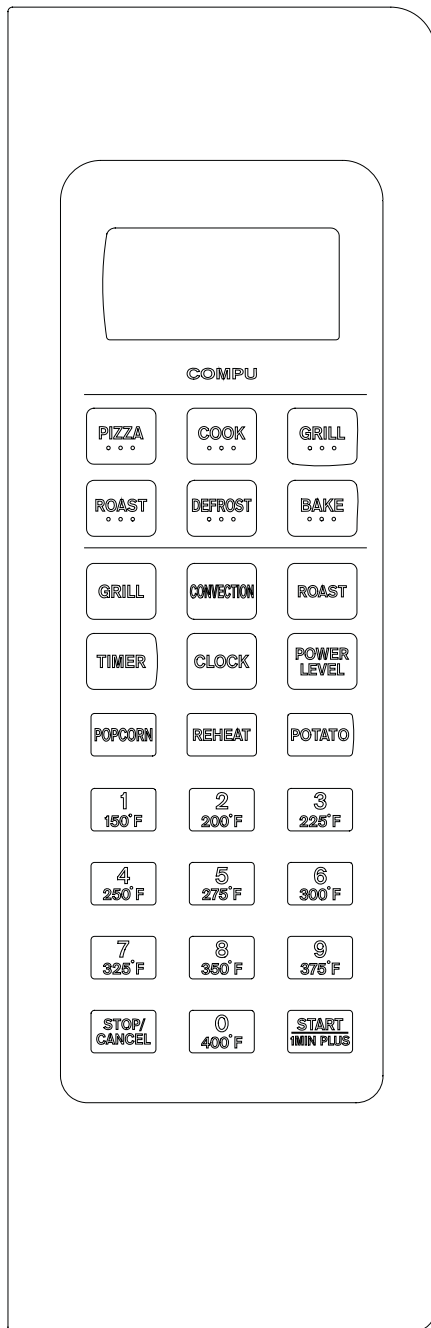 COMPU
PIZZA COOK GRILL
ROAST DEFROST BAKE
GRILL CONVECTION ROAST
TIMER CLOCK POWER
LEVEL
POPCORN REHEAT POTATO
1 2 3
150°F 200°F 225°F
4 5 6
250°F 275°F 300°F
7 8 9
325°F 350°F 375°F
STOP/ 0 START
CANCEL 400°F 1MIN PLUS